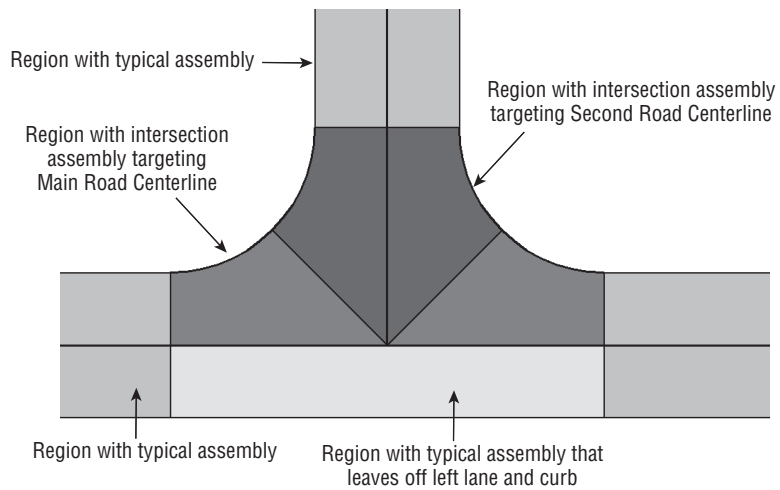 Region with typical assembly
Region with intersection assembly
targeting Second Road Centerline
Region with intersection
assembly targeting
Main Road Centerline
Region with typical assembly
Region with typical assembly that
leaves off left lane and curb